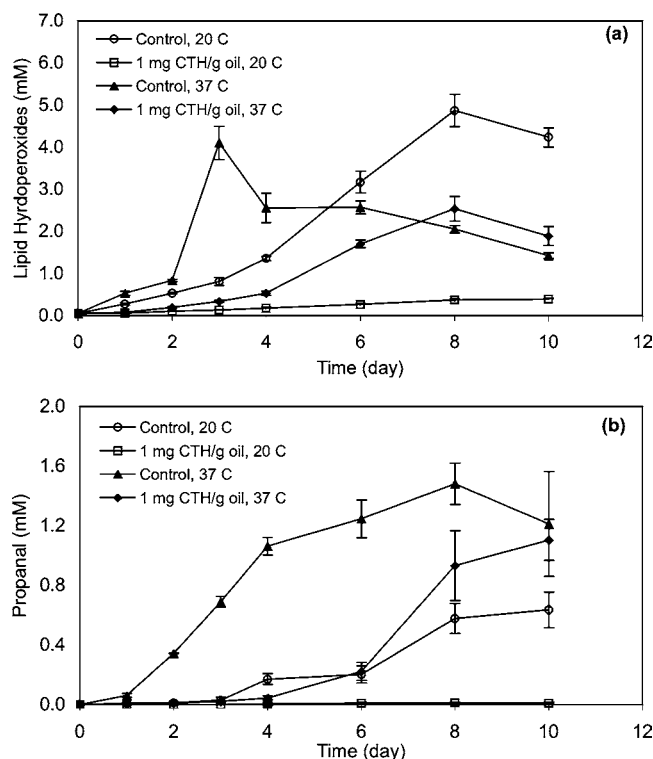 (a)
Control, 20 C
1 mg CTH/g oil, 20 C
Control, 37 C
1 mg CTH/g oil, 37 C
Lipid Hyrdoperoxides (mM)
7.0
6.0
5.0
4.0
3.0
2.0
1.0
0.0
0 2 4 6 8 10 12
Time (day)
(b)
Control, 20 C
1 mg CTH/g oil, 20 C
Control, 37 C
1 mg CTH/g oil, 37 C
Propanal (mM)
2.0
1.6
1.2
0.8
0.4
0.0
0 2 4 6 8 10 12
Time (day)